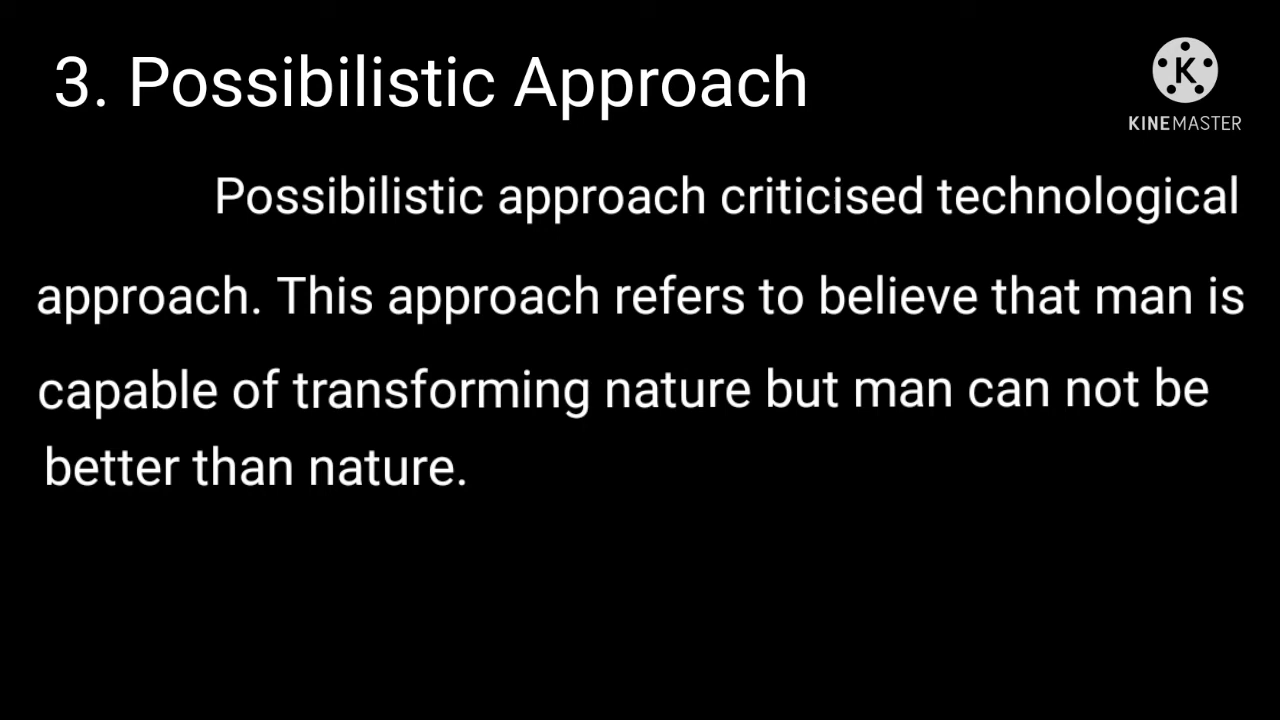 3. Possibilistic Approach
KINEMASTER
Possibilistic approach criticised technological
approach. This approach refers to believe that man is
capable of transforming nature but man can not be
better than nature.